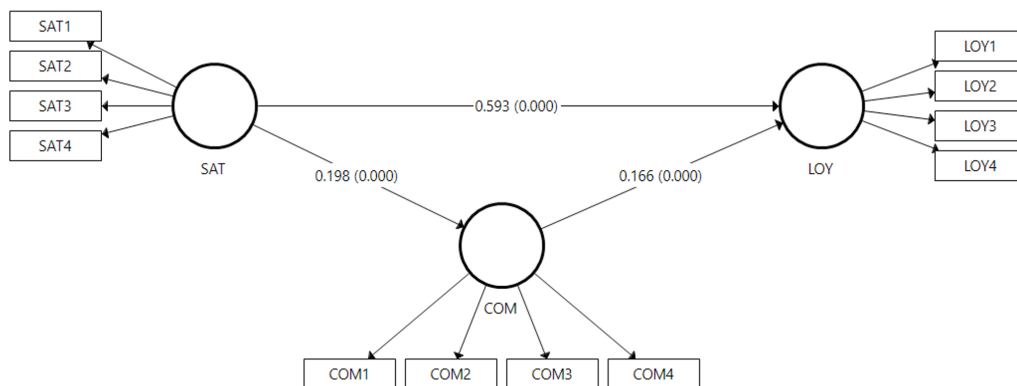 SAT1
SAT2
SAT3
SAT4
SAT
0.593 (0.000)
0.198 (0.000)
0.166 (0.000)
LOY
LOY1
LOY2
LOY3
LOY4
COM
COM1
COM2
COM3
COM4